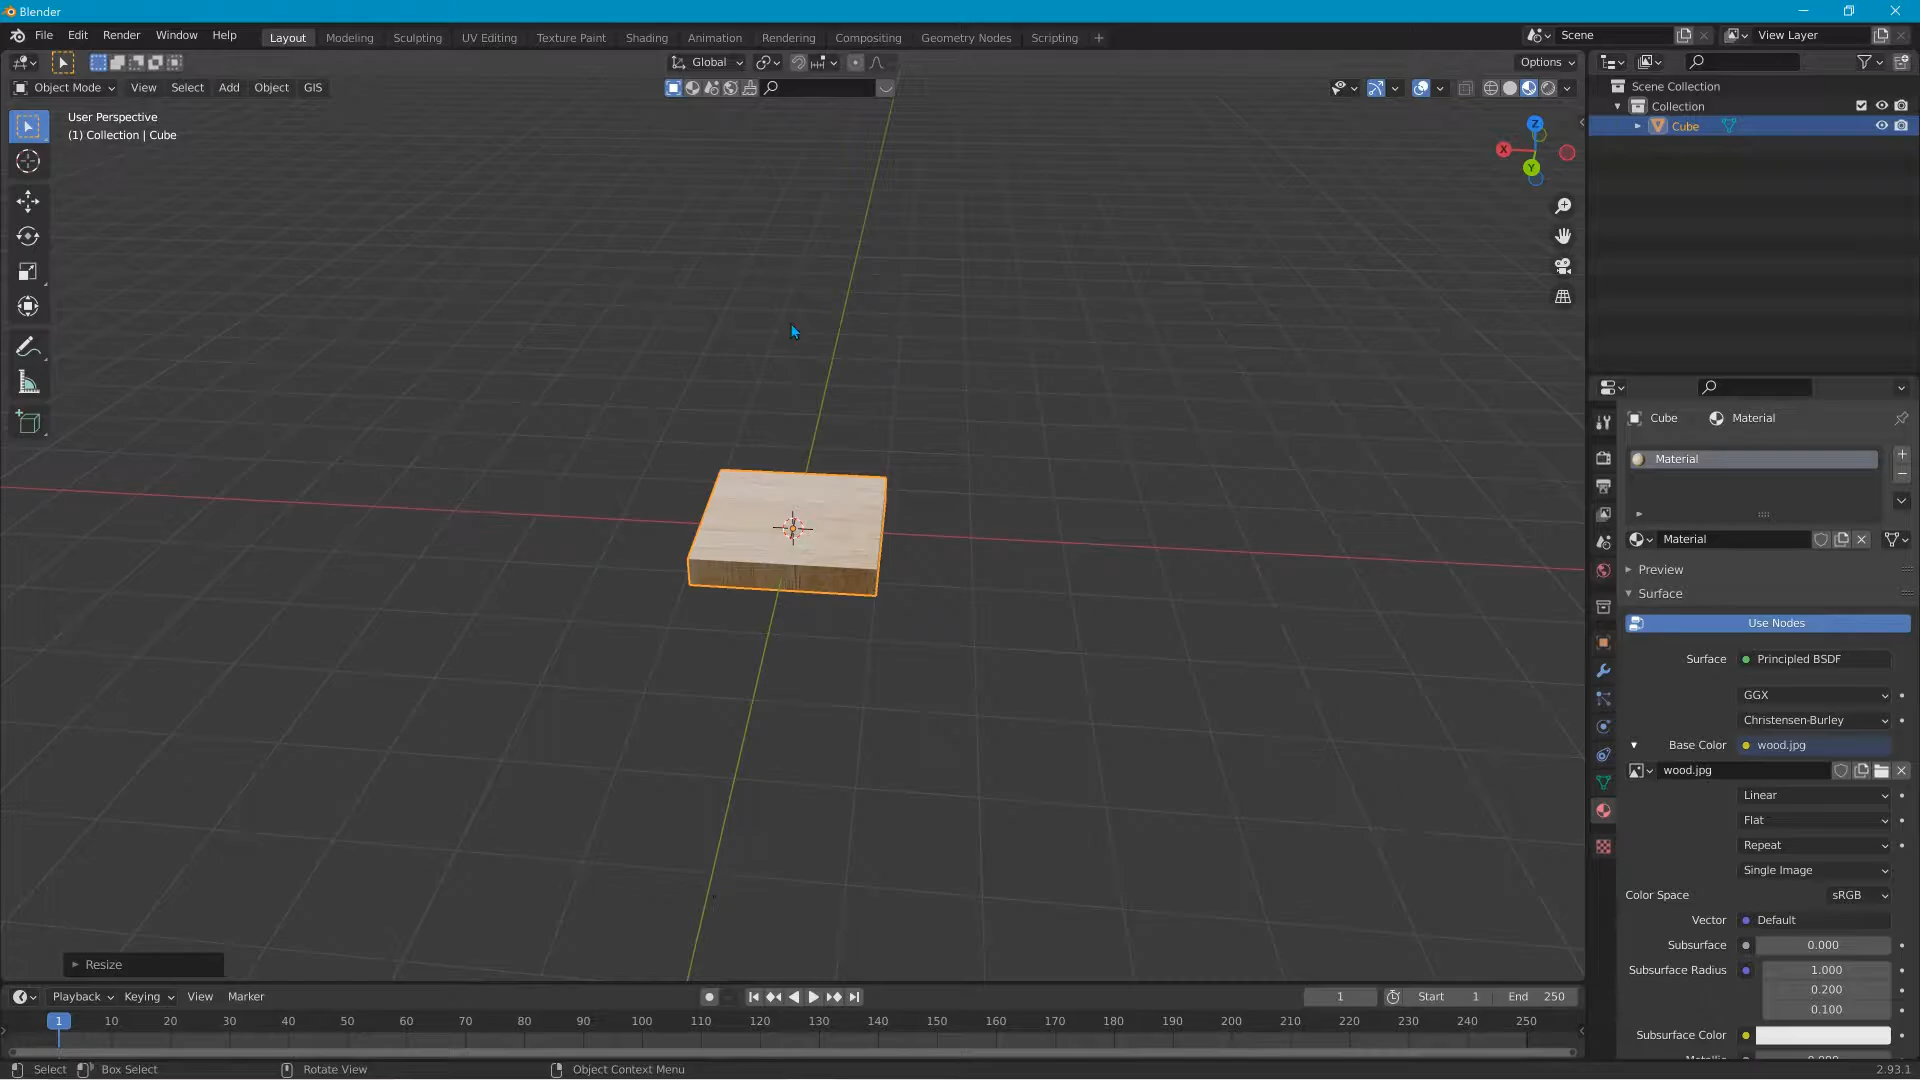 Blender
File Edit Render Window Help
Layout Modeling Sculpting UV Editing Texture Paint Shading Animation Rendering Compositing Geometry Nodes Scripting +
Scene
View Layer
Global
Options
Object Mode View Select Add Object GIS
User Perspective
(1) Collection | Cube
Z
X
Y
Scene Collection
Collection
Cube
Cube Material
Material
Material
Preview
Surface
Use Nodes
Surface Principled BSDF
GGX
Christensen-Burley
Base Color wood.jpg
wood.jpg
Linear
Flat
Repeat
Single Image
Color Space sRGB
Vector Default
Subsurface 0.000
Subsurface Radius 1.000
0.200
0.100
Subsurface Color
Resize
Playback Keying View Marker
1 Start 1 End 250
1 10 20 30 40 50 60 70 80 90 100 110 120 130 140 150 160 170 180 190 200 210 220 230 240 250
Select Box Select Rotate View Object Context Menu 2.93.1